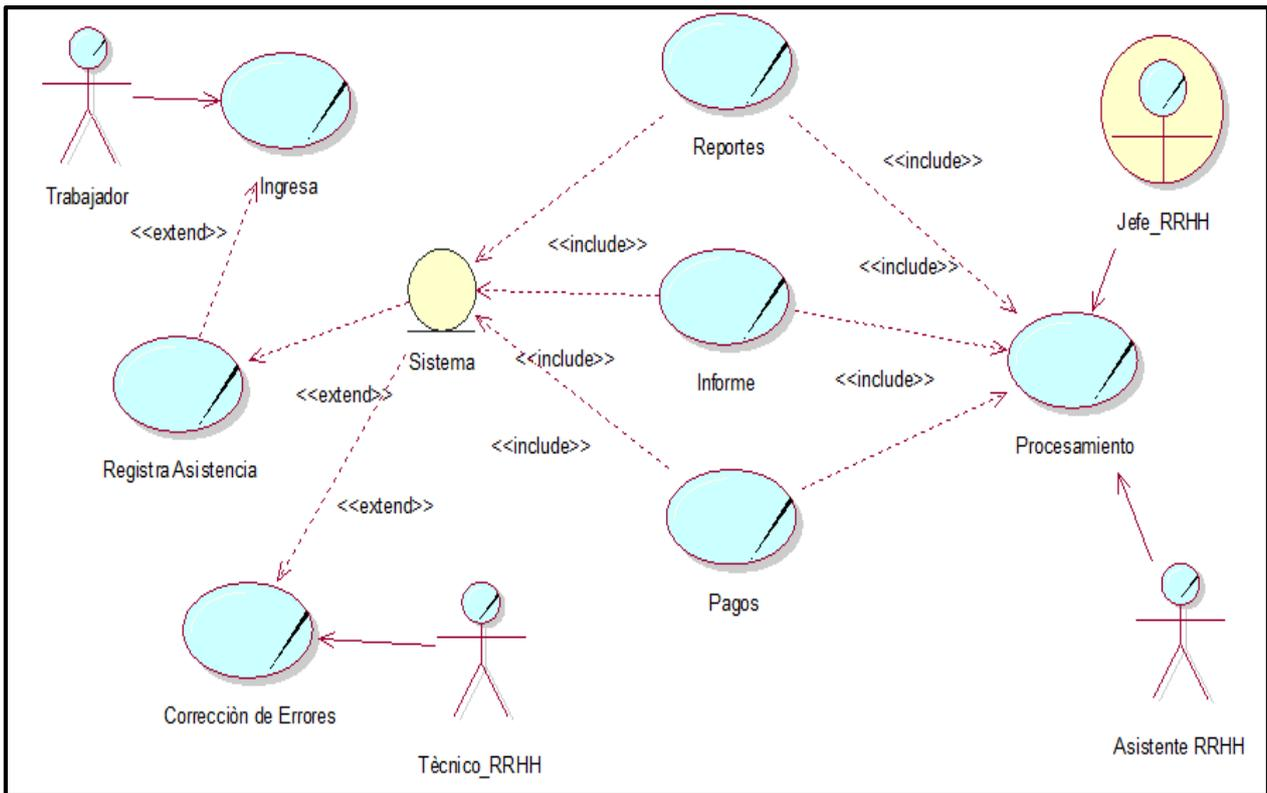 Trabajador
Ingresa
<<extend>>
Registra Asistencia
Sistema
<<extend>>
<<extend>>
Correcciòn de Errores
Tècnico_RRHH
Reportes
<<include>>
Informe
<<include>>
<<include>>
Pagos
<<include>>
<<include>>
<<include>>
Jefe_RRHH
Procesamiento
Asistente RRHH